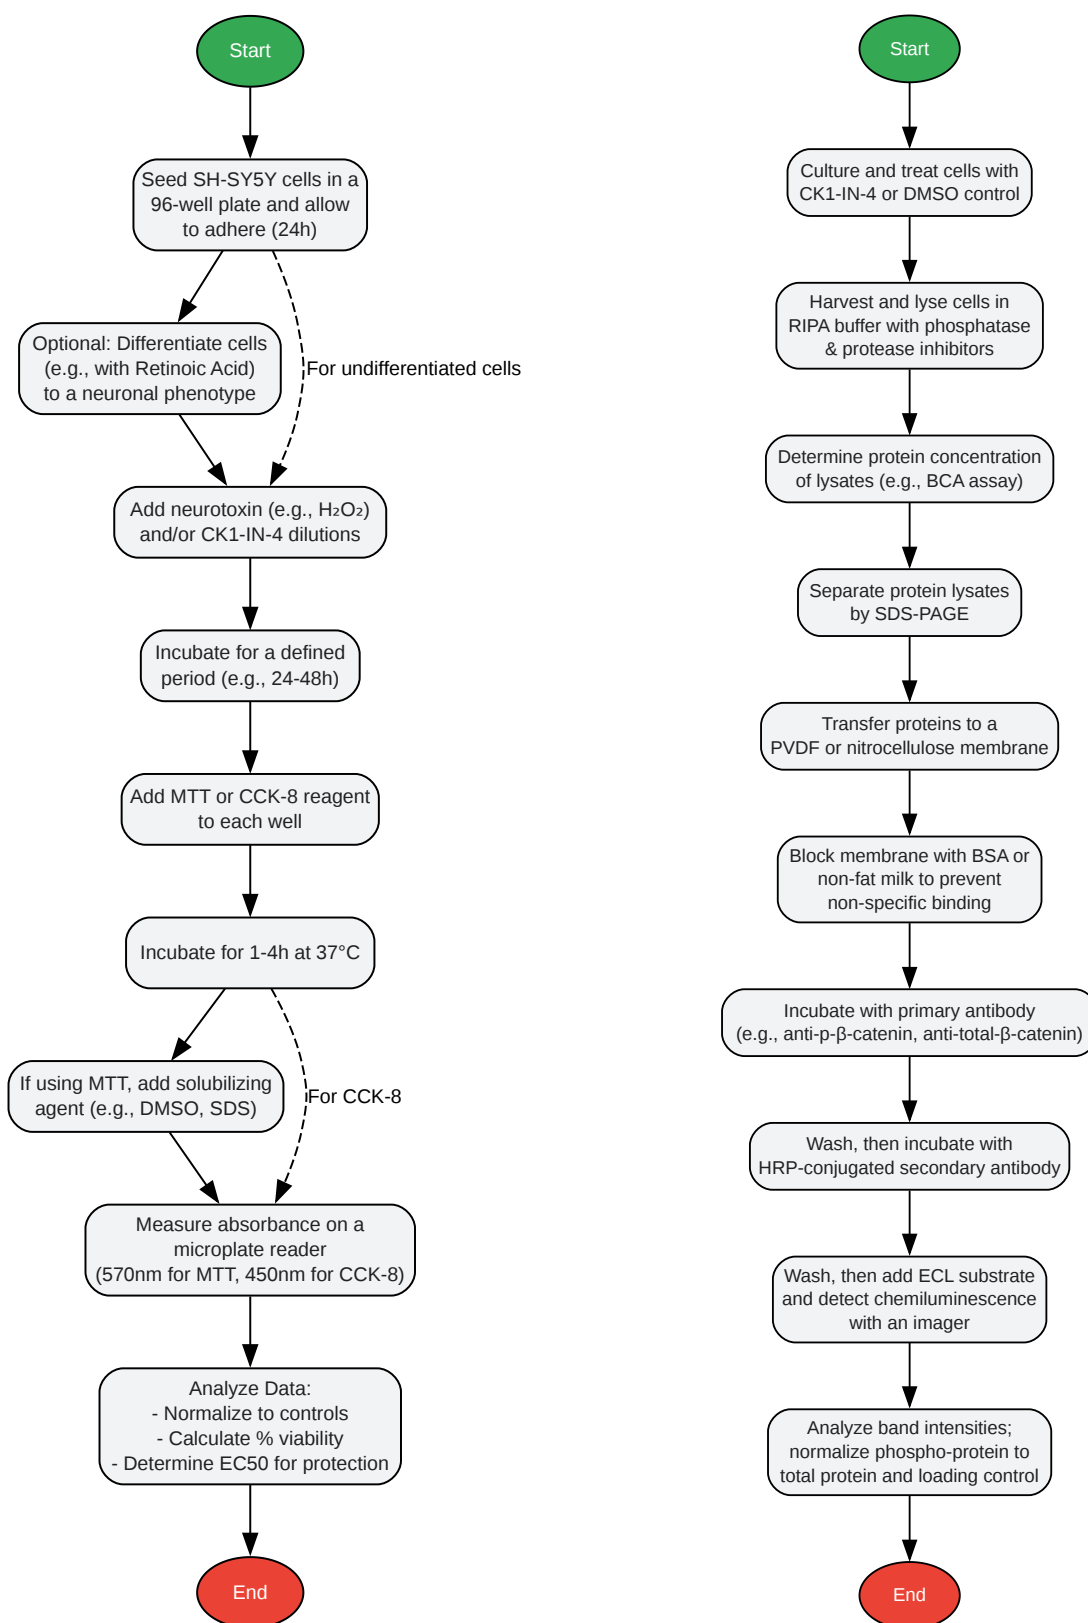 Start
Seed SH-SY5Y cells in a
96-well plate and allow
to adhere (24h)
Optional: Differentiate cells
(e.g., with Retinoic Acid)
to a neuronal phenotype
For undifferentiated cells
Add neurotoxin (e.g., H₂O₂)
and/or CK1-IN-4 dilutions
Incubate for a defined
period (e.g., 24-48h)
Add MTT or CCK-8 reagent
to each well
Incubate for 1-4h at 37°C
If using MTT, add solubilizing
agent (e.g., DMSO, SDS)
For CCK-8
Measure absorbance on a
microplate reader
(570nm for MTT, 450nm for CCK-8)
Analyze Data:
- Normalize to controls
- Calculate % viability
- Determine EC50 for protection
End
Start
Culture and treat cells with
CK1-IN-4 or DMSO control
Harvest and lyse cells in
RIPA buffer with phosphatase
& protease inhibitors
Determine protein concentration
of lysates (e.g., BCA assay)
Separate protein lysates
by SDS-PAGE
Transfer proteins to a
PVDF or nitrocellulose membrane
Block membrane with BSA or
non-fat milk to prevent
non-specific binding
Incubate with primary antibody
(e.g., anti-p-β-catenin, anti-total-β-catenin)
Wash, then incubate with
HRP-conjugated secondary antibody
Wash, then add ECL substrate
and detect chemiluminescence
with an imager
Analyze band intensities;
normalize phospho-protein to
total protein and loading control
End